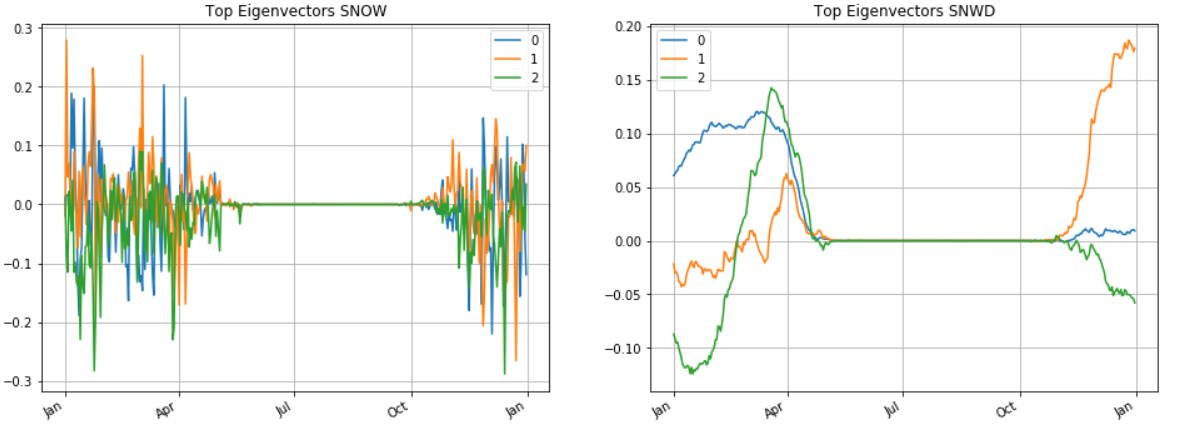 Top Eigenvectors SNOW
0.3
0.2
0.1
0.0
−0.1
−0.2
−0.3
0
1
2
Jan
Apr
Jul
Oct
Jan
Top Eigenvectors SNWD
0.20
0.15
0.10
0.05
0.00
−0.05
−0.10
0
1
2
Jan
Apr
Jul
Oct
Jan